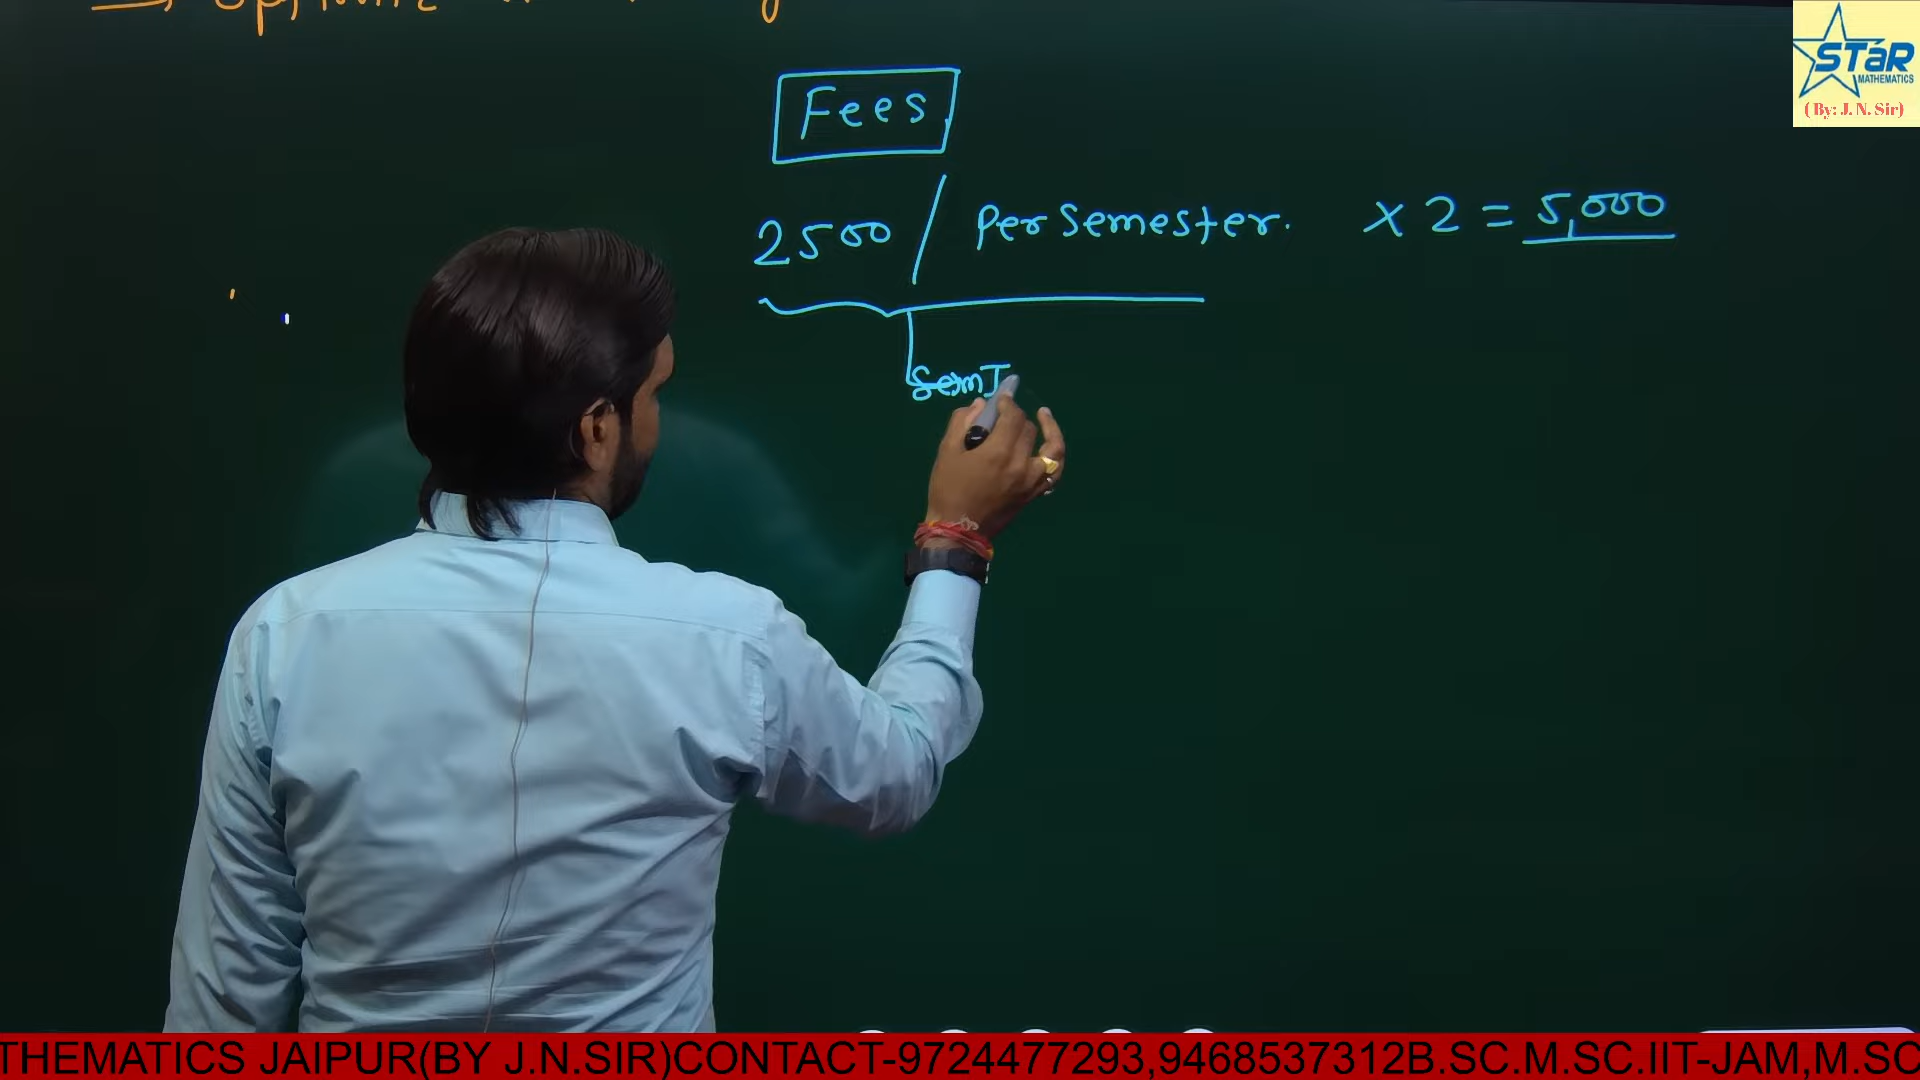 STaR
MATHEMATICS
( By: J. N. Sir)
Fees
2500 / Per Semester. x 2 = 5,000
Sem I
THEMATICS JAIPUR(BY J.N.SIR)CONTACT-9724477293,9468537312B.SC.M.SC.IIT-JAM,M.SC